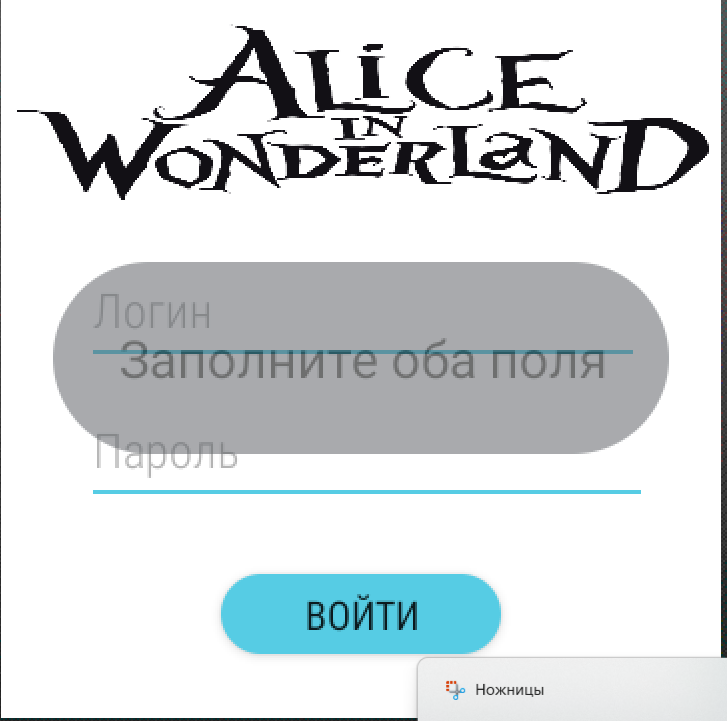 ALiCE
IN
WONDERLaND
Логин
Заполните оба поля
Пароль
ВОЙТИ
Ножницы